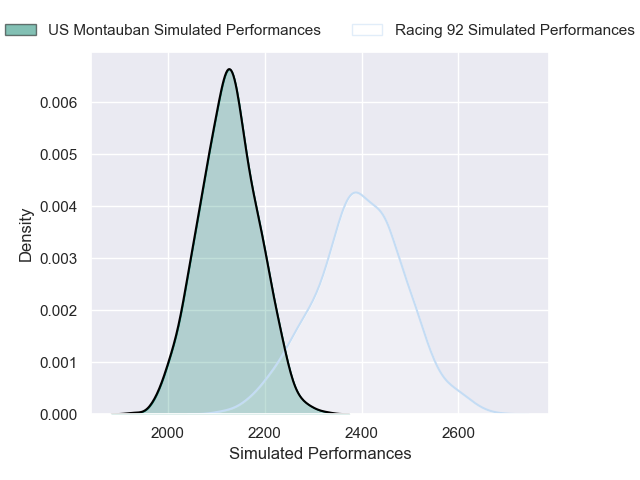 US Montauban Simulated Performances
Racing 92 Simulated Performances
0.006
0.005
0.004
0.003
0.002
0.001
0.000
Density
2000
2200
2400
2600
Simulated Performances